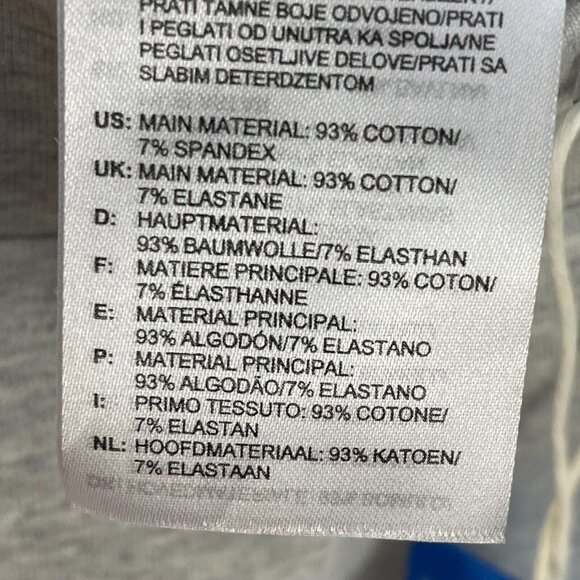 PRATI TAMNE BOJE ODVOJENO/PRATI
I PEGLATI OD UNUTRA KA SPOLJA/NE
PEGLATI OSETLJIVE DELOVE/PRATI SA
SLABIM DETERDZENTOM
US: MAIN MATERIAL: 93% COTTON/
7% SPANDEX
UK: MAIN MATERIAL: 93% COTTON/
7% ELASTANE
D: HAUPTMATERIAL:
93% BAUMWOLLE/7% ELASTHAN
F: MATIERE PRINCIPALE: 93% COTON/
7% ÉLASTHANNE
E: MATERIAL PRINCIPAL:
93% ALGODÓN/7% ELASTANO
P: MATERIAL PRINCIPAL:
93% ALGODÃO/7% ELASTANO
I: PRIMO TESSUTO: 93% COTONE/
7% ELASTAN
NL: HOOFDMATERIAAL: 93% KATOEN/
7% ELASTAAN